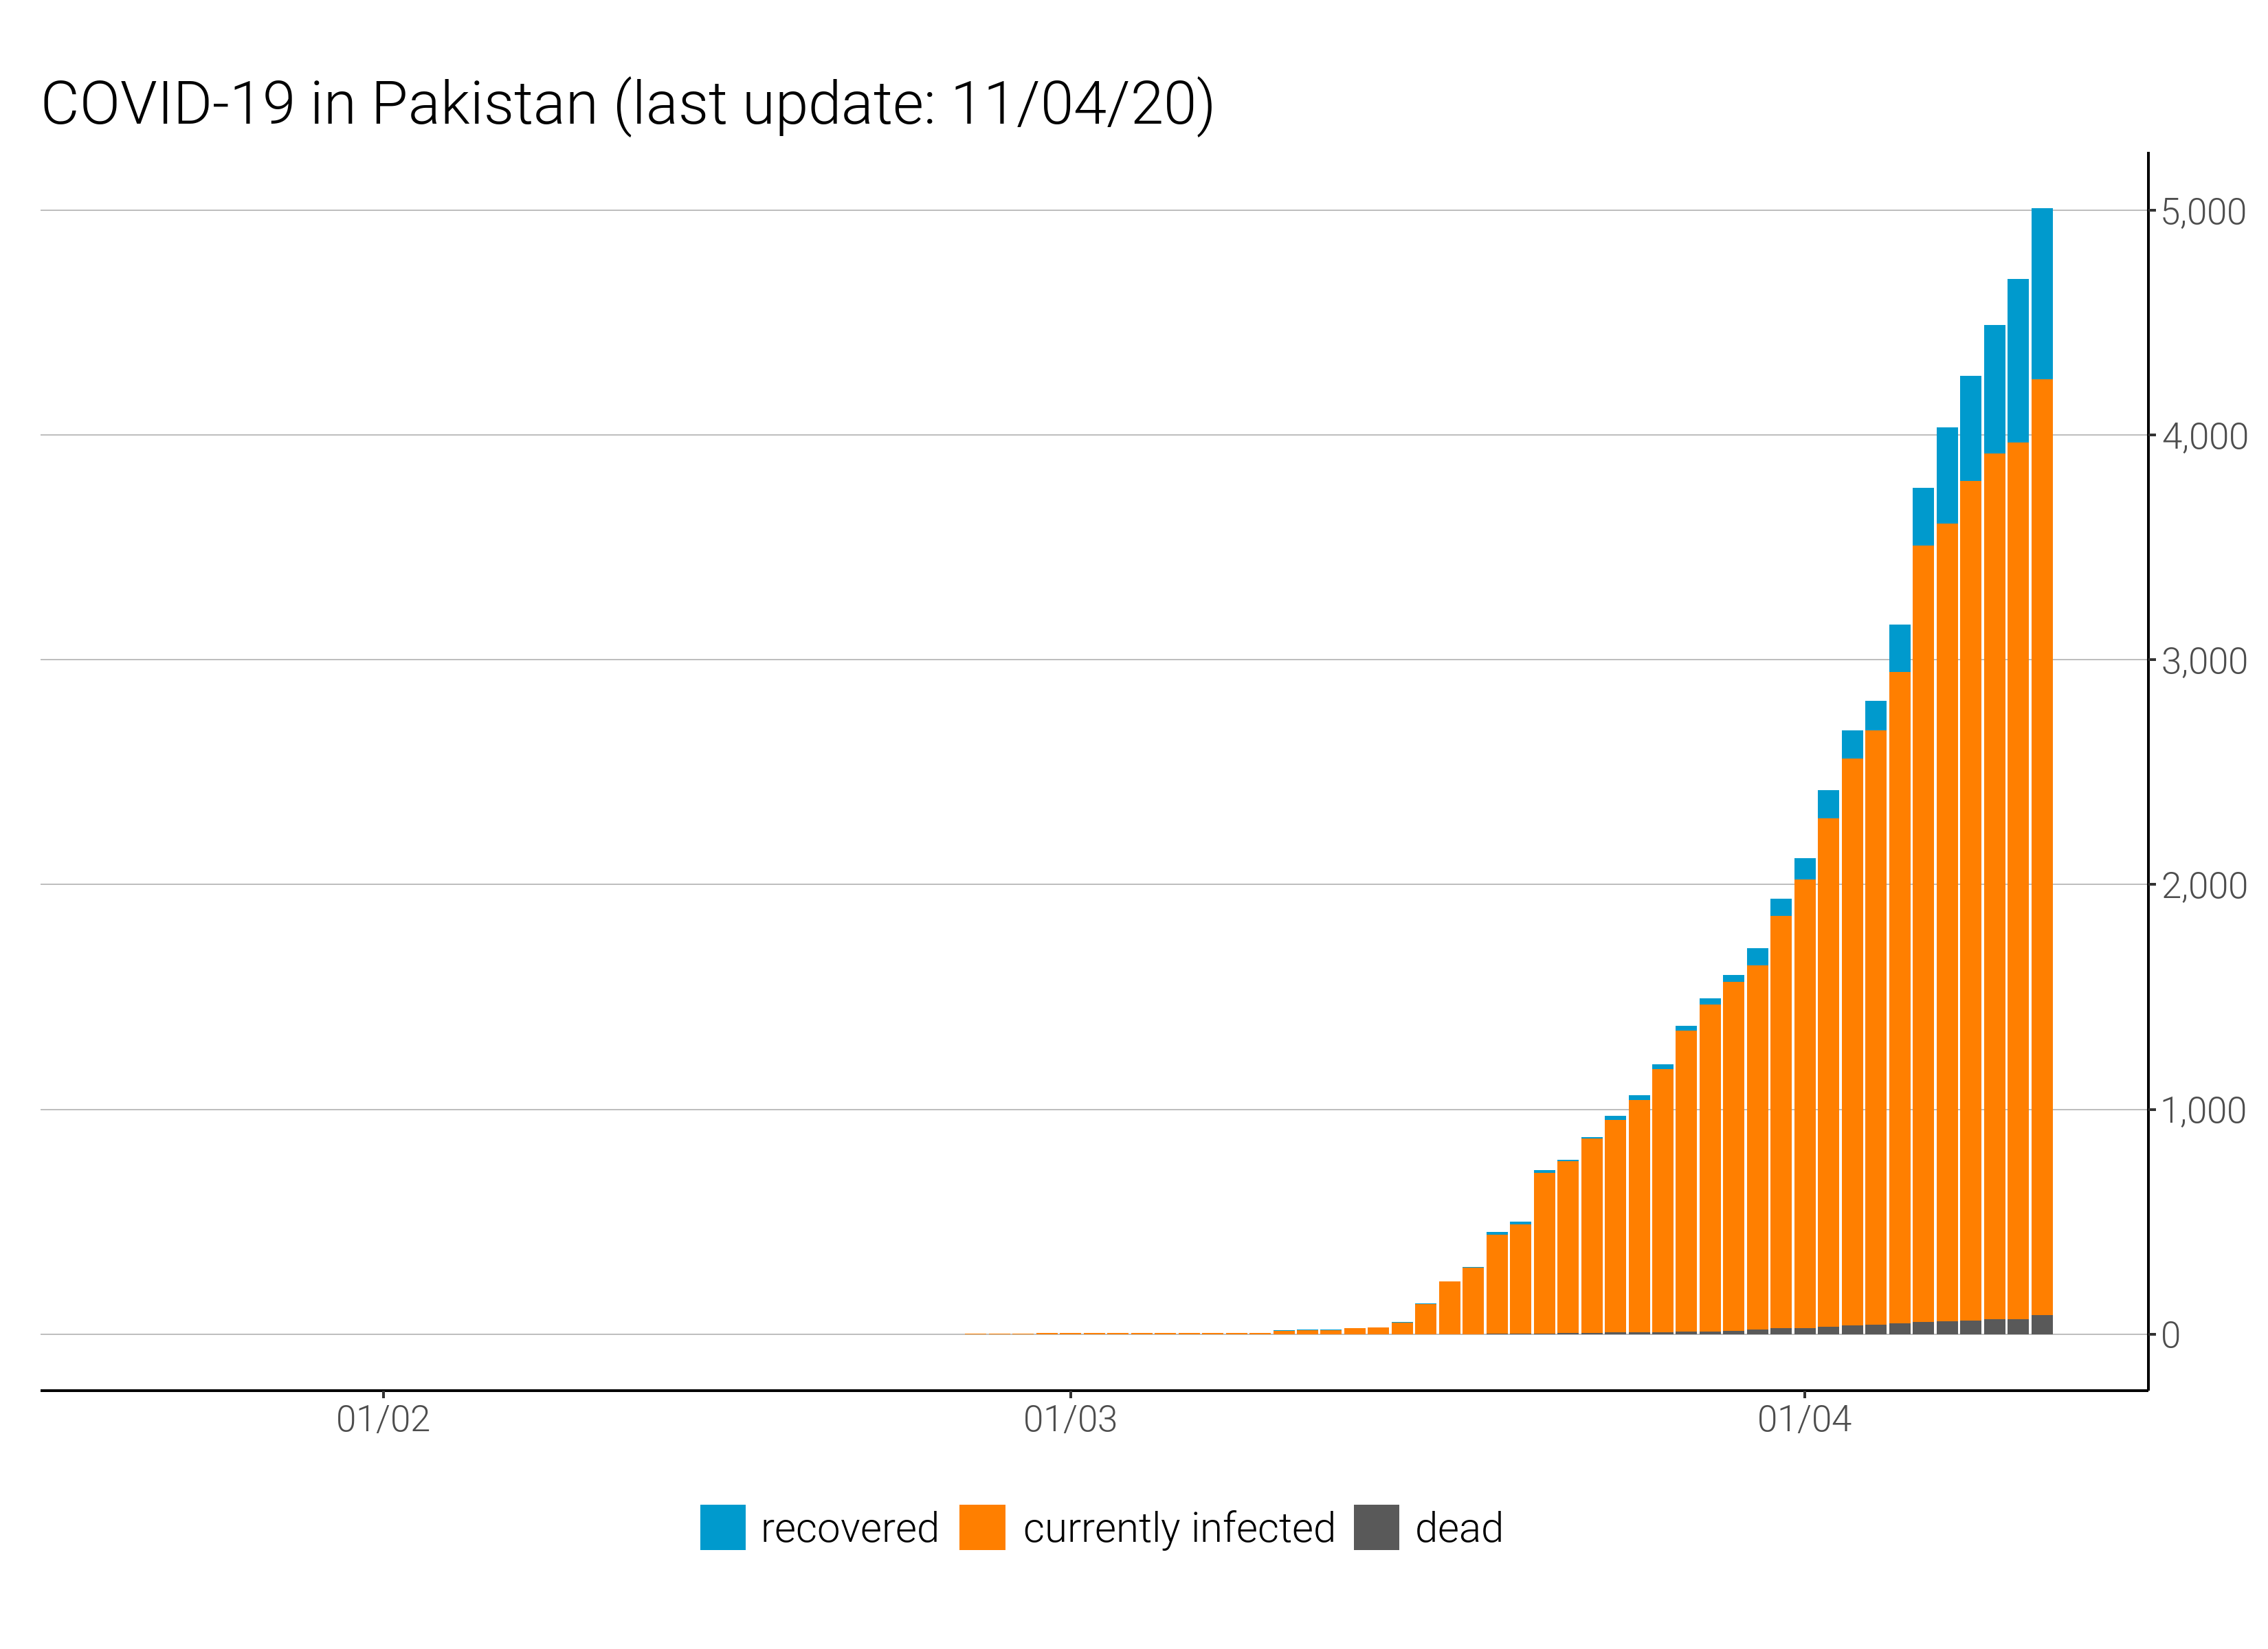 COVID-19 in Pakistan (last update: 11/04/20)
5,000
4,000
3,000
2,000
1,000
0
01/02 01/03 01/04
recovered currently infected dead